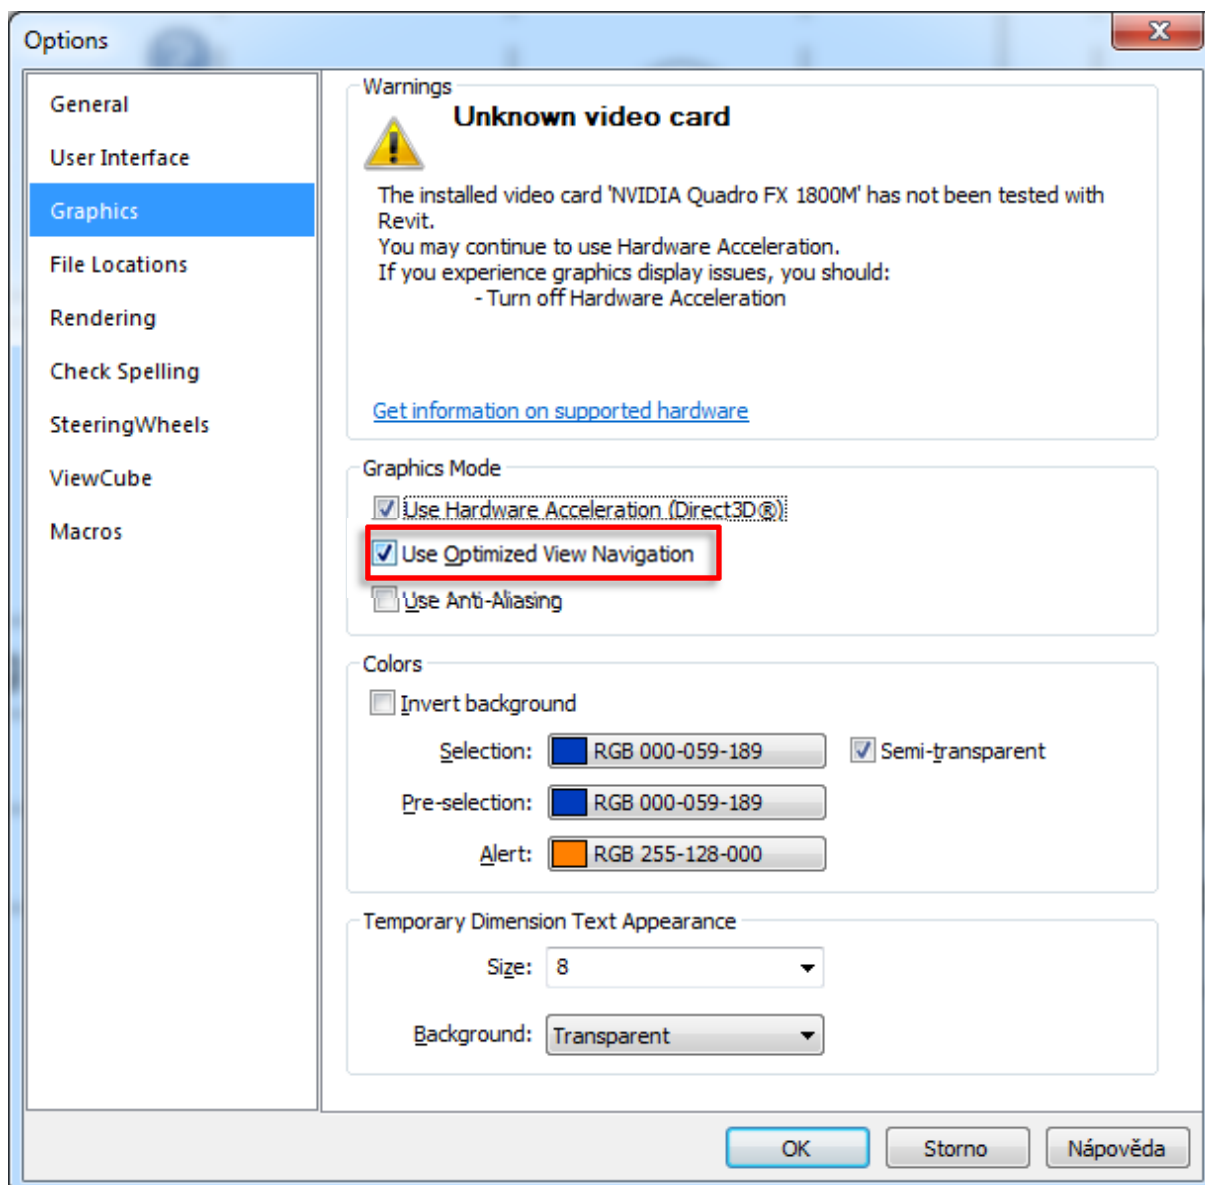 Options
General
User Interface
Graphics
File Locations
Rendering
Check Spelling
SteeringWheels
ViewCube
Macros
Warnings
Unknown video card
The installed video card 'NVIDIA Quadro FX 1800M' has not been tested with
Revit.
You may continue to use Hardware Acceleration.
If you experience graphics display issues, you should:
- Turn off Hardware Acceleration
Get information on supported hardware
Graphics Mode
Use Hardware Acceleration (Direct3D®)
Use Optimized View Navigation
Use Anti-Aliasing
Colors
Invert background
Selection: RGB 000-059-189 Semi-transparent
Pre-selection: RGB 000-059-189
Alert: RGB 255-128-000
Temporary Dimension Text Appearance
Size: 8
Background: Transparent
OK Storno Nápověda